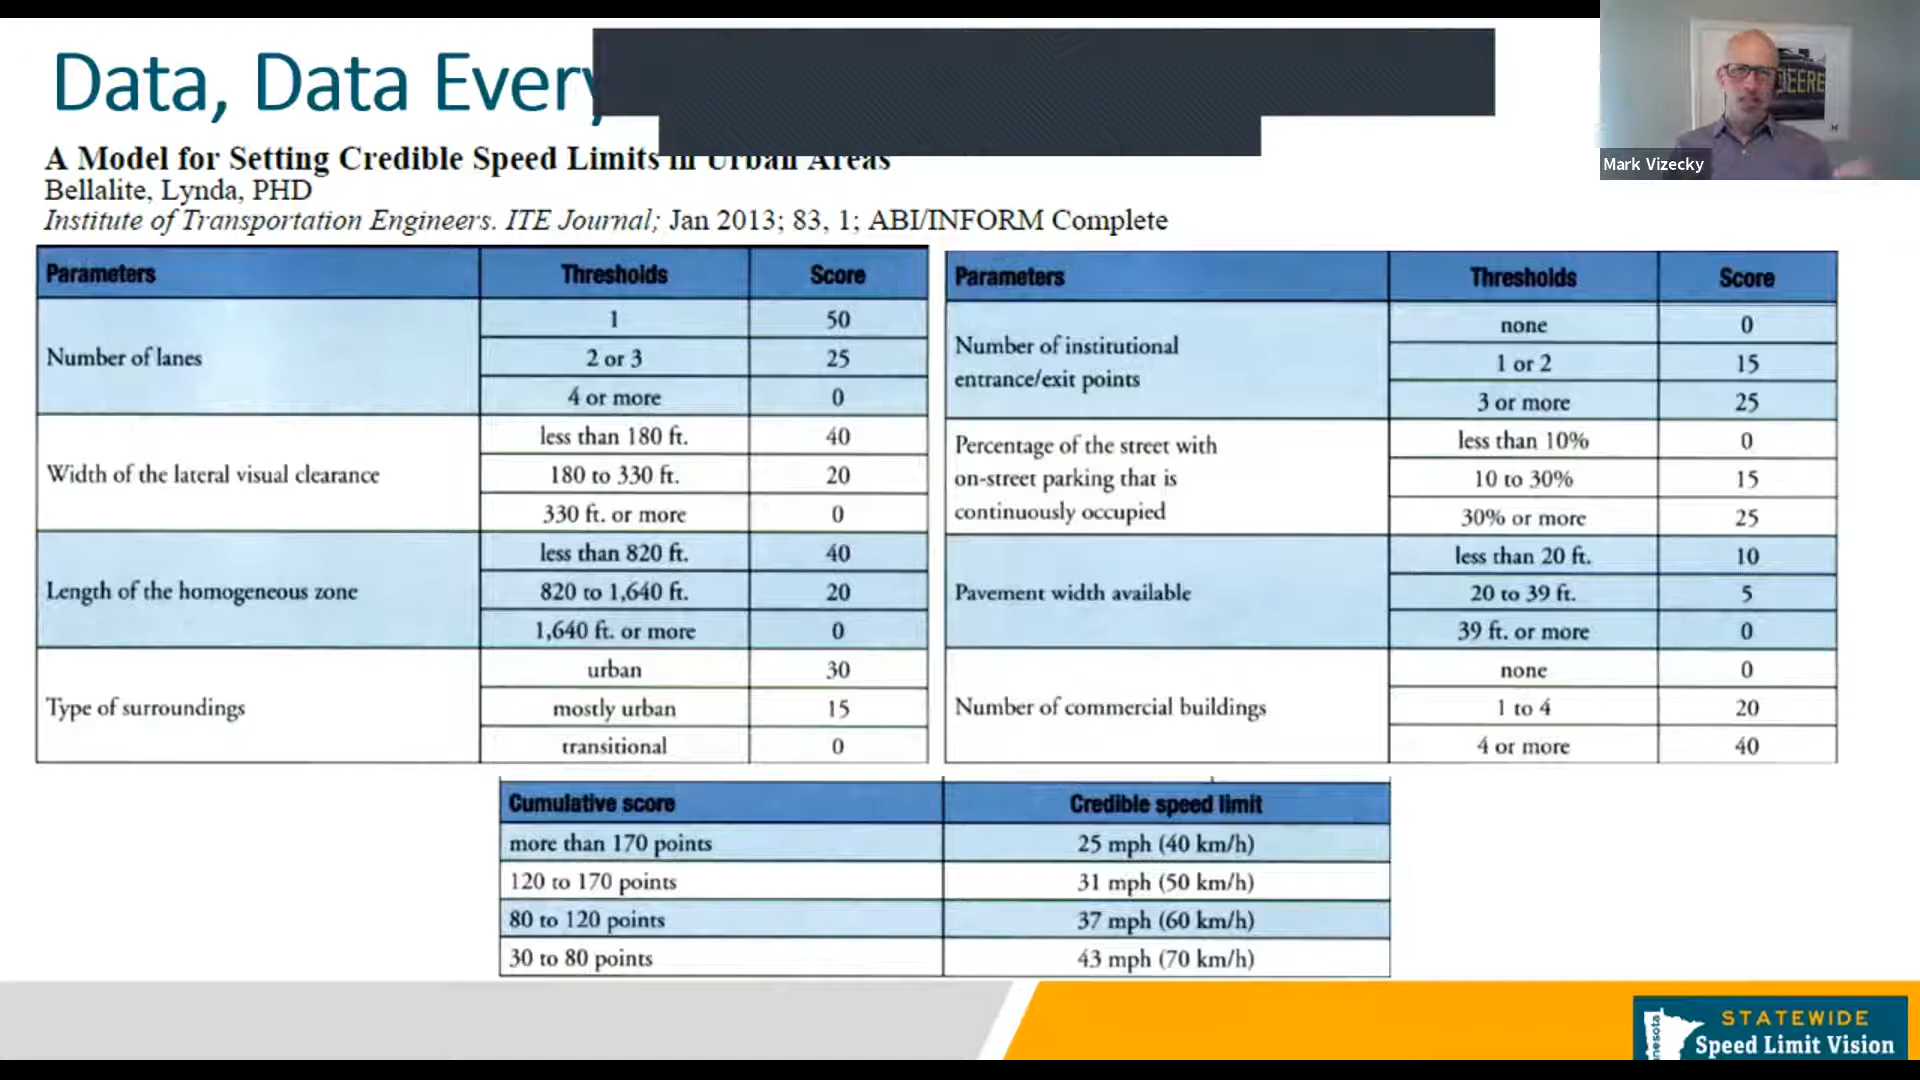 Data, Data Every
A Model for Setting Credible Speed Limits in Urban Areas
Bellalite, Lynda, PHD
Institute of Transportation Engineers. ITE Journal; Jan 2013; 83, 1; ABI/INFORM Complete
DEERE
Mark Vizecky
Parameters Thresholds Score
Number of lanes
1 50
2 or 3 25
4 or more 0
Width of the lateral visual clearance
less than 180 ft. 40
180 to 330 ft. 20
330 ft. or more 0
Length of the homogeneous zone
less than 820 ft. 40
820 to 1,640 ft. 20
1,640 ft. or more 0
Type of surroundings
urban 30
mostly urban 15
transitional 0
Parameters Thresholds Score
Number of institutional
entrance/exit points
none 0
1 or 2 15
3 or more 25
Percentage of the street with
on-street parking that is
continuously occupied
less than 10% 0
10 to 30% 15
30% or more 25
Pavement width available
less than 20 ft. 10
20 to 39 ft. 5
39 ft. or more 0
Number of commercial buildings
none 0
1 to 4 20
4 or more 40
Cumulative score Credible speed limit
more than 170 points 25 mph (40 km/h)
120 to 170 points 31 mph (50 km/h)
80 to 120 points 37 mph (60 km/h)
30 to 80 points 43 mph (70 km/h)
nesota
STATEWIDE
Speed Limit Vision